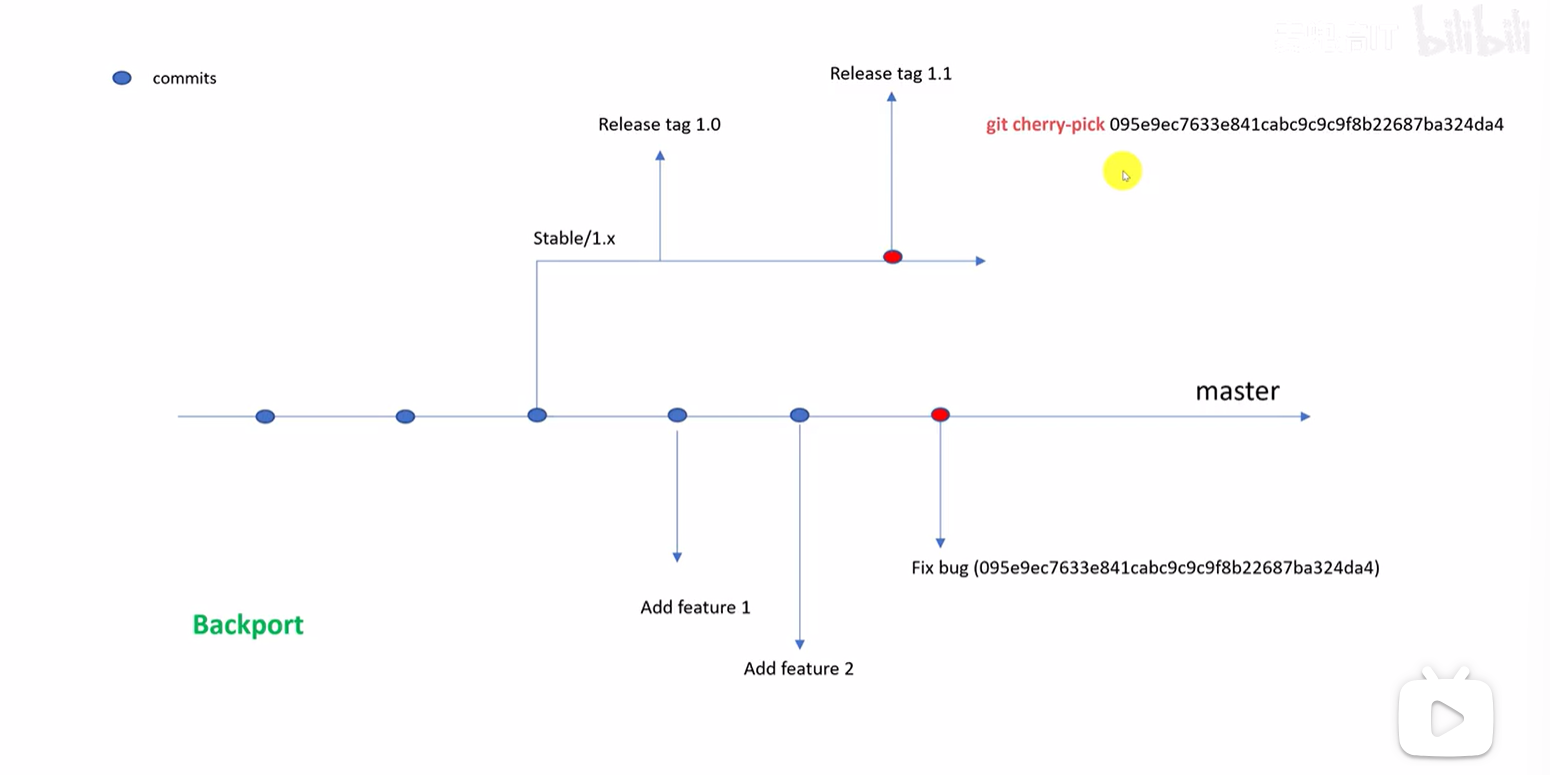 bilibili
commits
Release tag 1.1
Release tag 1.0
git cherry-pick 095e9ec7633e841cabc9c9c9f8b22687ba324da4
Stable/1.x
master
Fix bug (095e9ec7633e841cabc9c9c9f8b22687ba324da4)
Add feature 1
Backport
Add feature 2